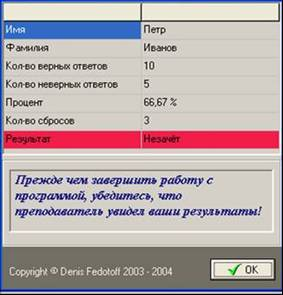 Имя Петр
Фамилия Иванов
Кол-во верных ответов 10
Кол-во неверных ответов 5
Процент 66,67 %
Кол-во сбросов 3
Результат Незачёт
Прежде чем завершить работу с
программой, убедитесь, что
преподаватель увидел ваши результаты!
Copyright © Denis Fedotoff 2003 - 2004
OK